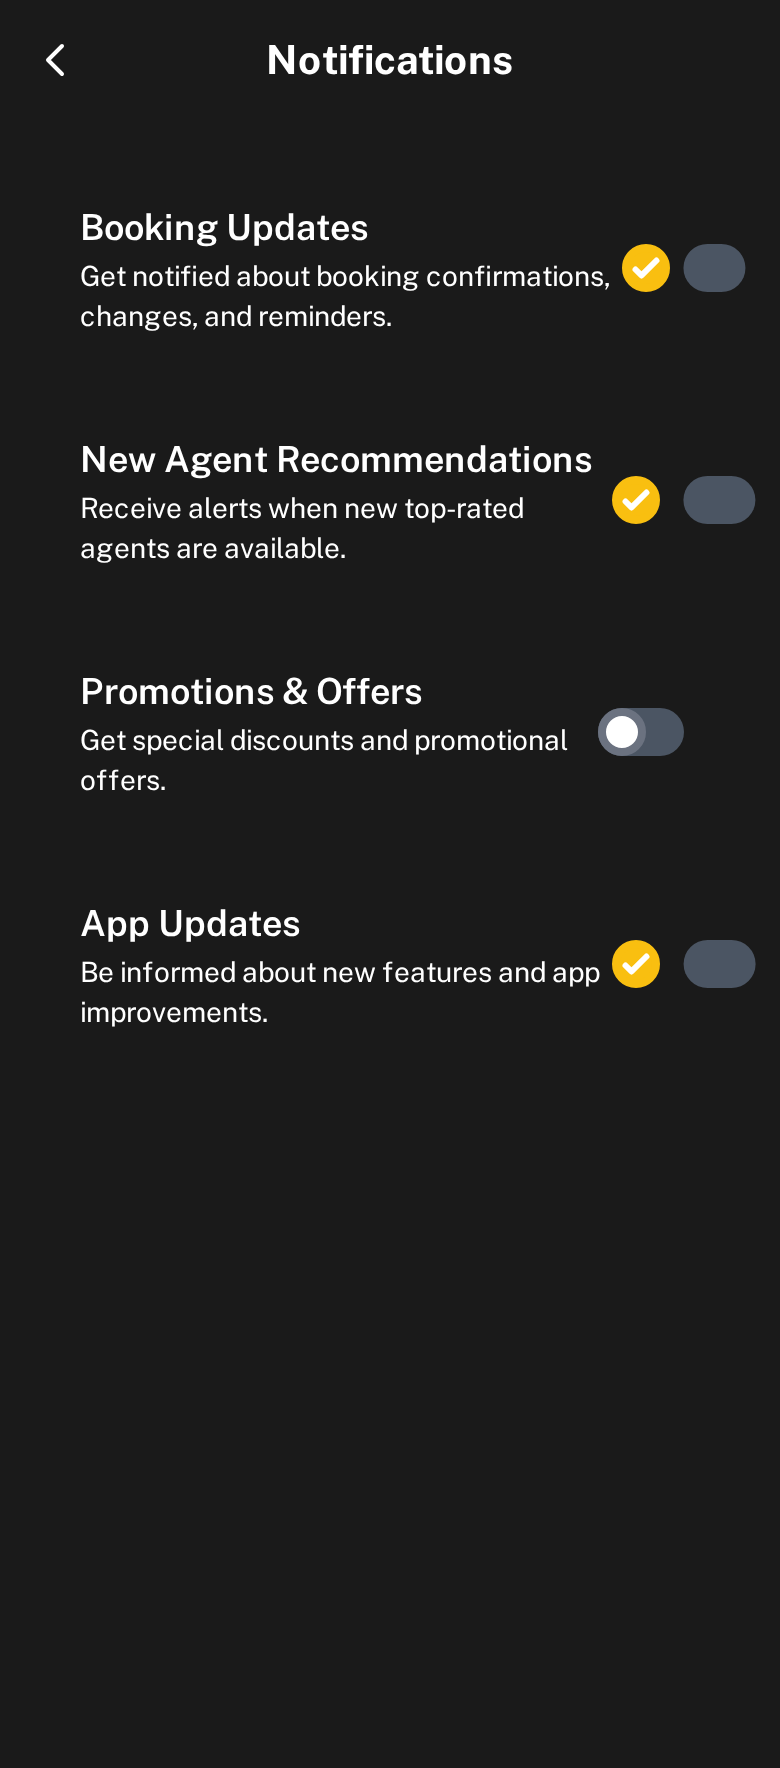 Notifications
Booking Updates
Get notified about booking confirmations,
changes, and reminders.
New Agent Recommendations
Receive alerts when new top-rated
agents are available.
Promotions & Offers
Get special discounts and promotional
offers.
App Updates
Be informed about new features and app
improvements.